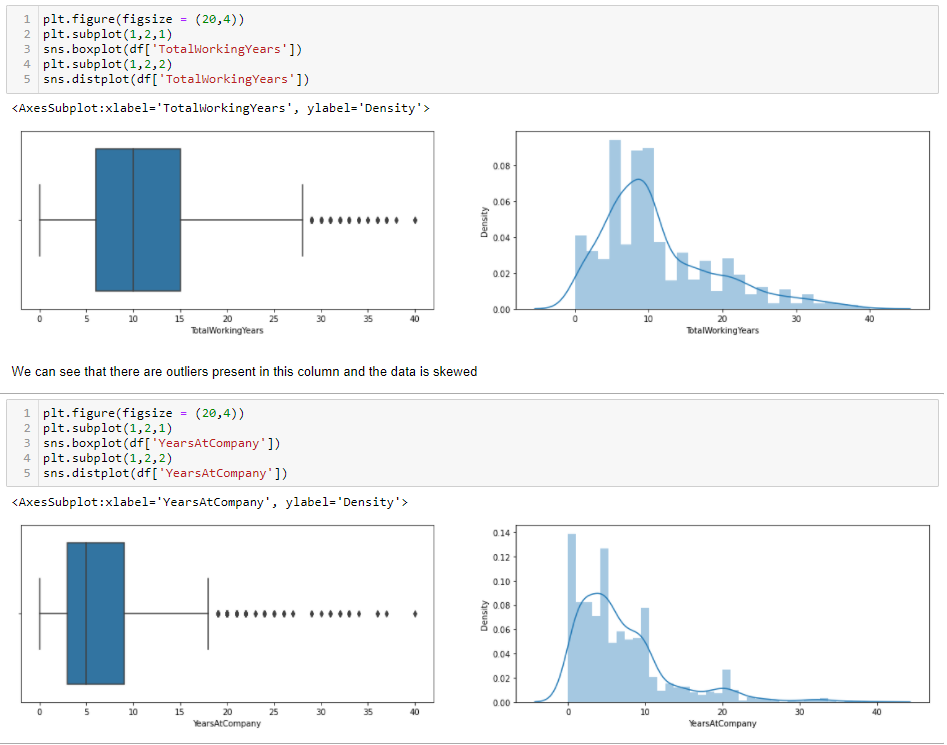 1 plt.figure(figsize = (20,4))
2 plt.subplot(1,2,1)
3 sns.boxplot(df['TotalWorkingYears'])
4 plt.subplot(1,2,2)
5 sns.distplot(df['TotalWorkingYears'])
<AxesSubplot:xlabel='TotalWorkingYears', ylabel='Density'>
0 5 10 15 20 25 30 35 40
TotalWorkingYears
0.08
0.06
0.04
0.02
0.00
Density
0 10 20 30 40
TotalWorkingYears
We can see that there are outliers present in this column and the data is skewed
1 plt.figure(figsize = (20,4))
2 plt.subplot(1,2,1)
3 sns.boxplot(df['YearsAtCompany'])
4 plt.subplot(1,2,2)
5 sns.distplot(df['YearsAtCompany'])
<AxesSubplot:xlabel='YearsAtCompany', ylabel='Density'>
0 5 10 15 20 25 30 35 40
YearsAtCompany
0.14
0.12
0.10
0.08
0.06
0.04
0.02
0.00
Density
0 10 20 30 40
YearsAtCompany